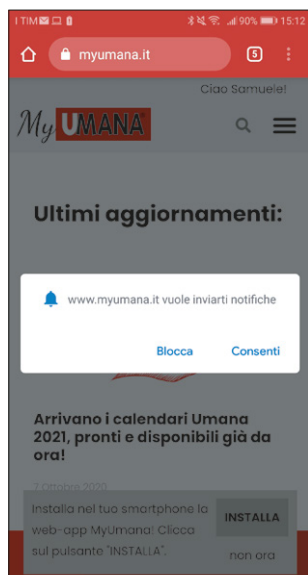 I TIM 90% 15:12
myumana.it 5
Ciao Samuele!
My UMANA
Ultimi aggiornamenti:
www.myumana.it vuole inviarti notifiche
Blocca Consenti
Arrivano i calendari Umana
2021, pronti e disponibili già da
ora!
7 Ottobre 2020
Installa nel tuo smartphone la
web-app MyUmana! Clicca
sul pulsante "INSTALLA".
INSTALLA
non ora